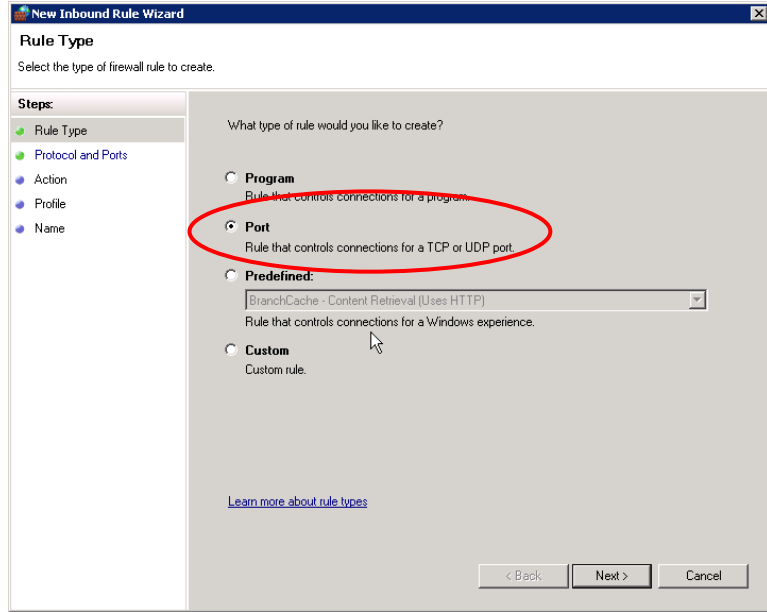 New Inbound Rule Wizard
Rule Type
Select the type of firewall rule to create.
Steps:
Rule Type
Protocol and Ports
Action
Profile
Name
What type of rule would you like to create?
Program
Rule that controls connections for a program.
Port
Rule that controls connections for a TCP or UDP port.
Predefined:
BranchCache - Content Retrieval (Uses HTTP)
Rule that controls connections for a Windows experience.
Custom
Custom rule.
Learn more about rule types
< Back Next > Cancel